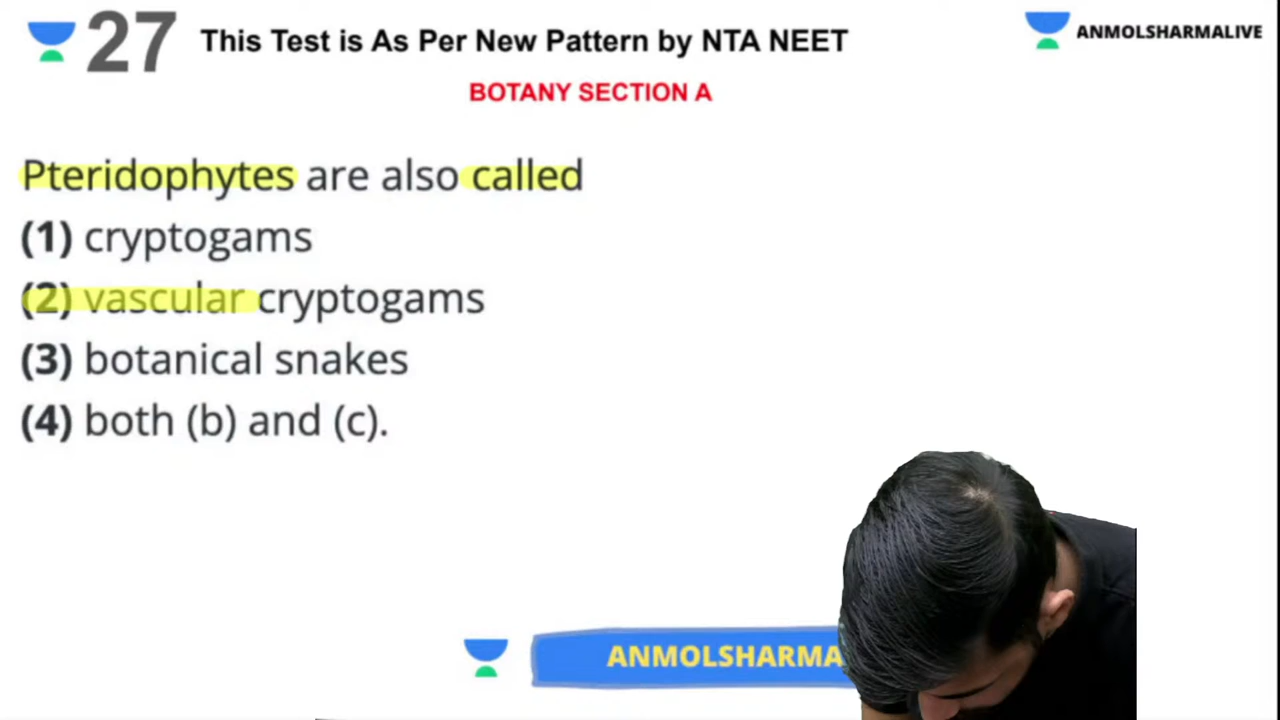 27 This Test is As Per New Pattern by NTA NEET
ANMOLSHARMALIVE
BOTANY SECTION A
Pteridophytes are also called
(1) cryptogams
(2) vascular cryptogams
(3) botanical snakes
(4) both (b) and (c).
ANMOLSHARMA